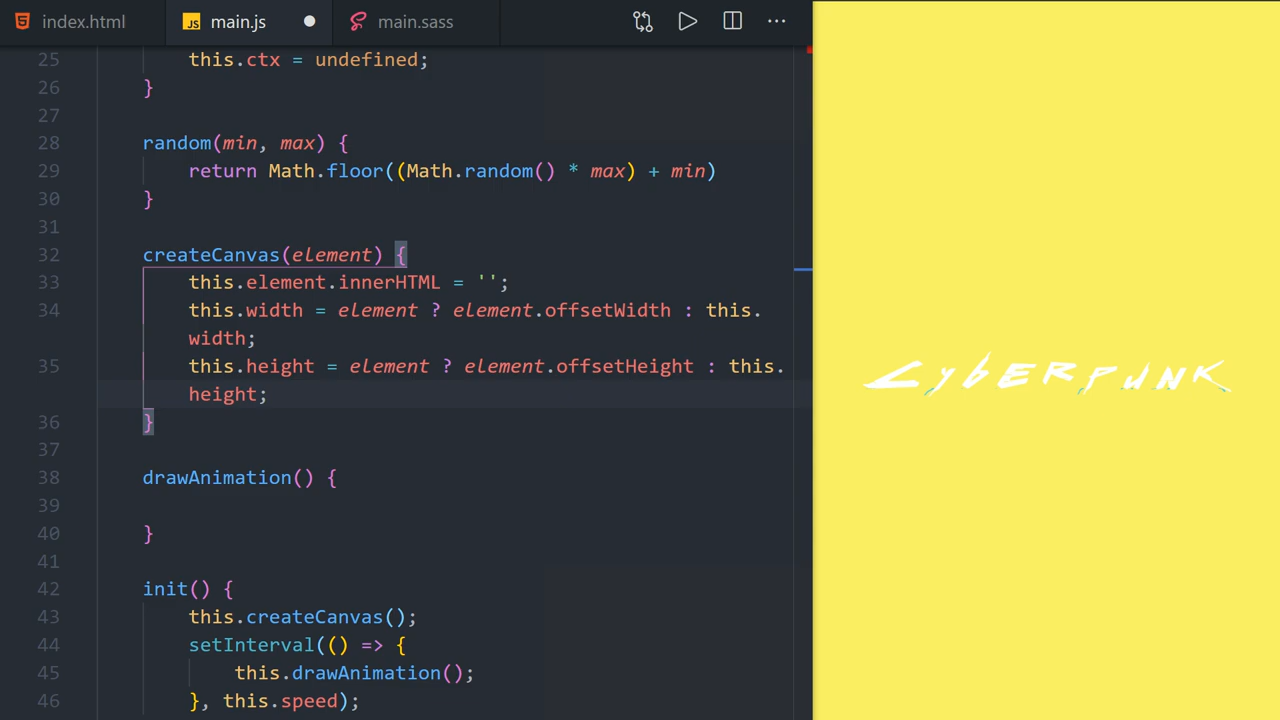 index.html
JS main.js
main.sass
25 this.ctx = undefined;
26 }
27
28 random(min, max) {
29 return Math.floor((Math.random() * max) + min)
30 }
31
32 createCanvas(element) {
33 this.element.innerHTML = '';
34 this.width = element ? element.offsetWidth : this.
width;
35 this.height = element ? element.offsetHeight : this.
height;
36 }
37
38 drawAnimation() {
39
40 }
41
42 init() {
43 this.createCanvas();
44 setInterval(() => {
45 this.drawAnimation();
46 }, this.speed);
CyberpuNK